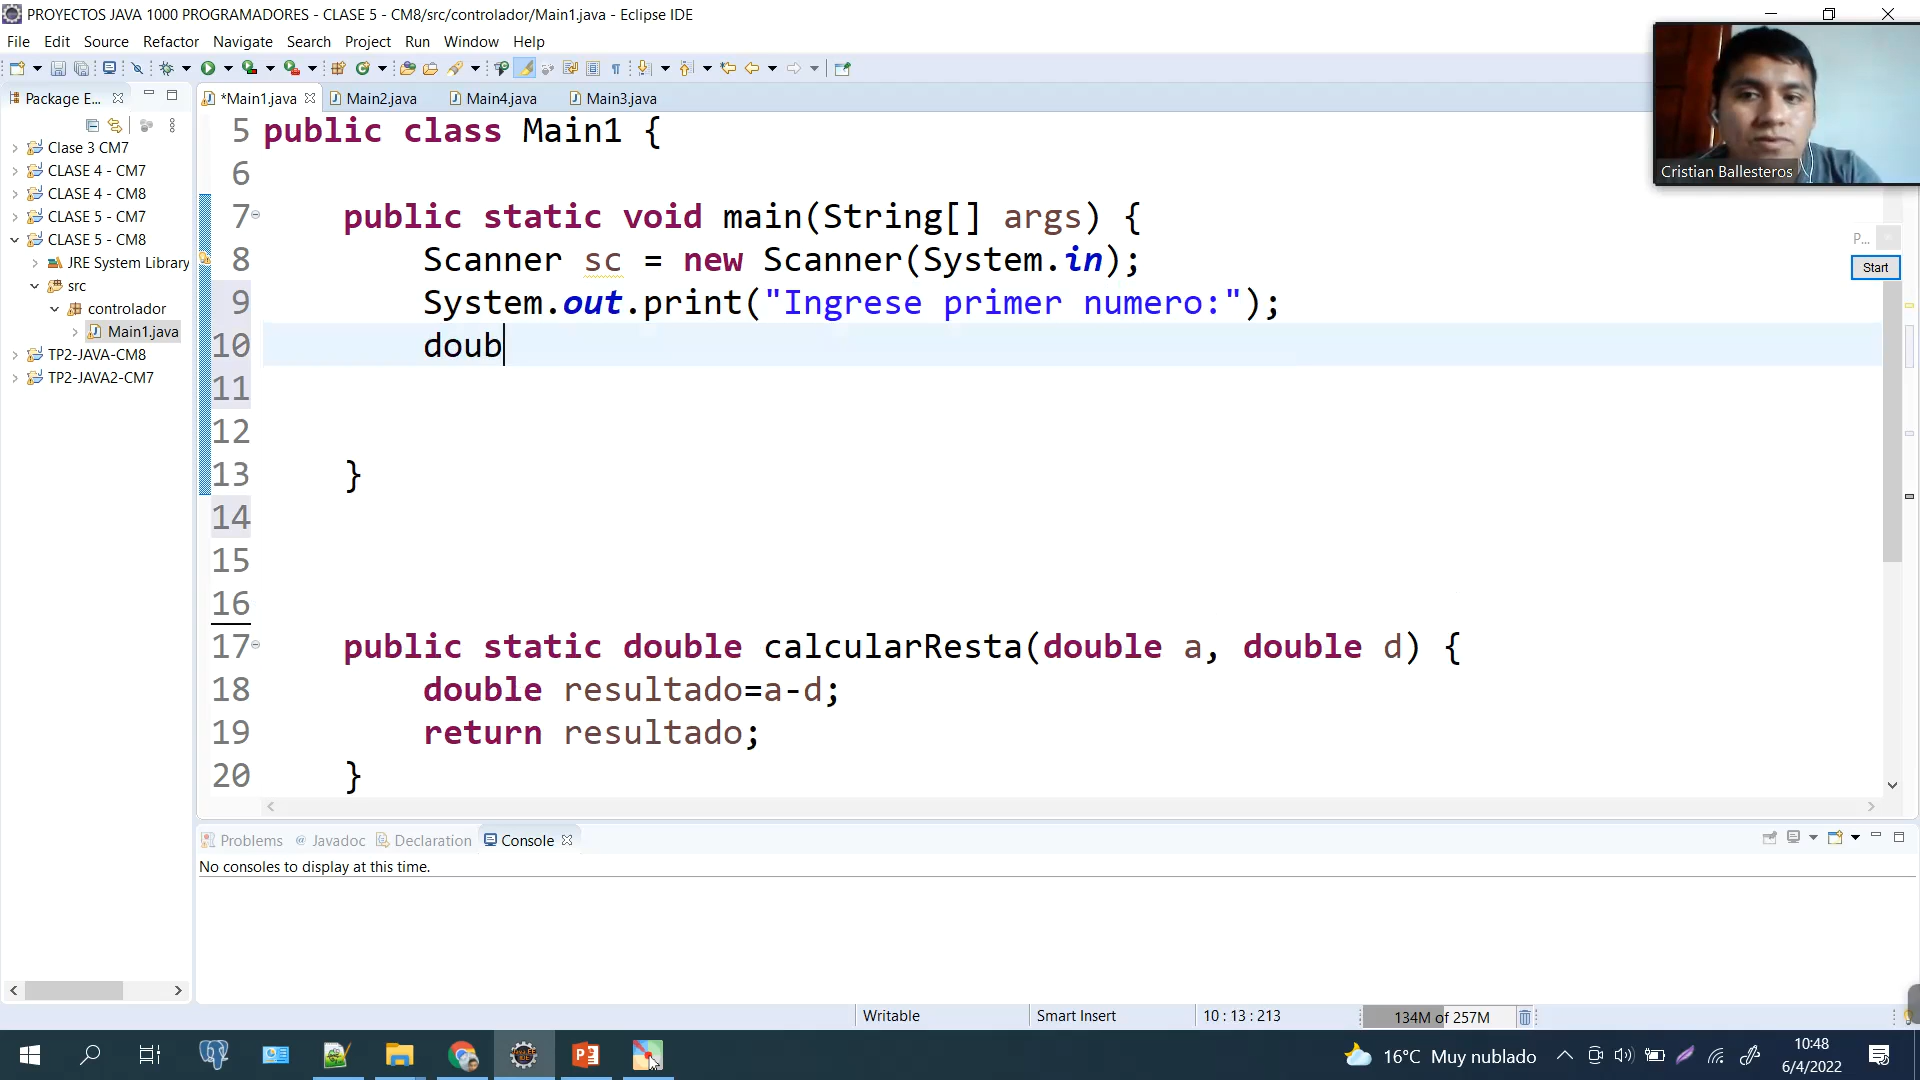 PROYECTOS JAVA 1000 PROGRAMADORES - CLASE 5 - CM8/src/controlador/Main1.java - Eclipse IDE
File Edit Source Refactor Navigate Search Project Run Window Help
Package E...
*Main1.java Main2.java Main4.java Main3.java
Clase 3 CM7
CLASE 4 - CM7
CLASE 4 - CM8
CLASE 5 - CM7
CLASE 5 - CM8
JRE System Library
src
controlador
Main1.java
TP2-JAVA-CM8
TP2-JAVA2-CM7
5 public class Main1 {
6
7 public static void main(String[] args) {
8 Scanner sc = new Scanner(System.in);
9 System.out.print("Ingrese primer numero:");
10 doub
11
12
13 }
14
15
16
17 public static double calcularResta(double a, double d) {
18 double resultado=a-d;
19 return resultado;
20 }
Cristian Ballesteros
P...
Start
Problems Javadoc Declaration Console
No consoles to display at this time.
Writable Smart Insert 10 : 13 : 213 134M of 257M
16°C Muy nublado
10:48
6/4/2022